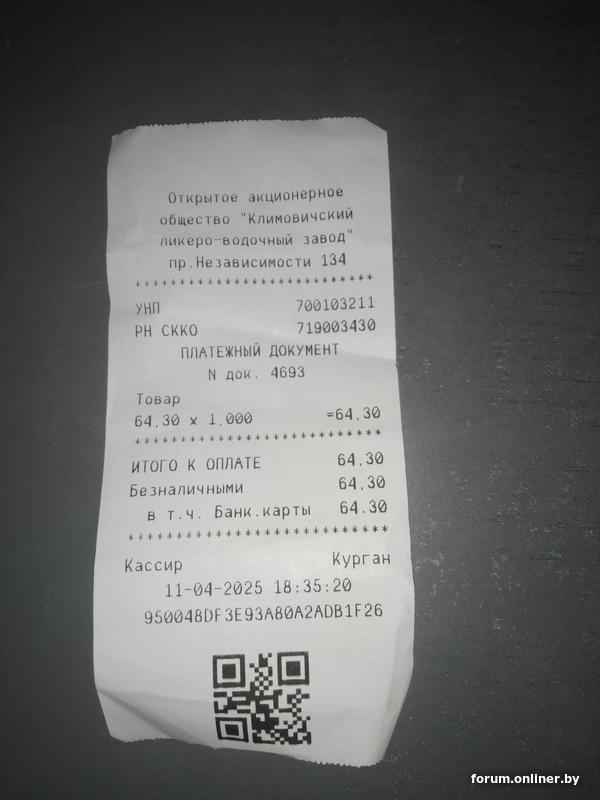 Открытое акционерное
общество "Климовичский
ликеро-водочный завод"
пр.Независимости 134
****************************
УНП 700103211
РН СККО 719003430
ПЛАТЕЖНЫЙ ДОКУМЕНТ
N док. 4693
Товар
64.30 x 1.000 =64.30
****************************
ИТОГО К ОПЛАТЕ 64.30
Безналичными 64.30
в т.ч. Банк.карты 64.30
****************************
Кассир Курган
11-04-2025 18:35:20
950048DF3E93A80A2ADB1F26
forum.onliner.by